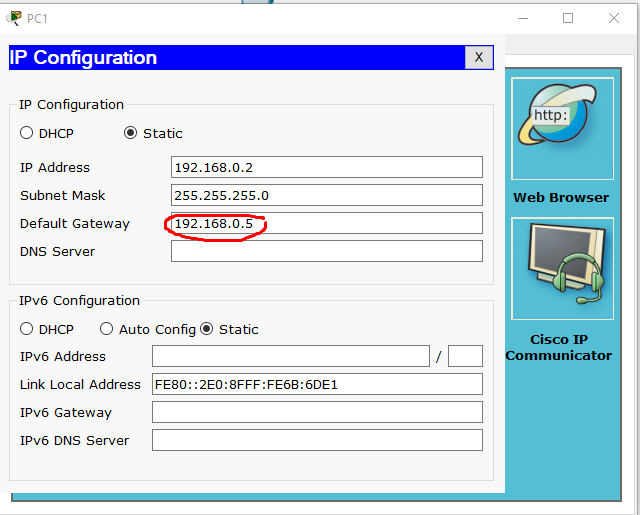 PC1
IP Configuration X
IP Configuration
DHCP Static
IP Address 192.168.0.2
Subnet Mask 255.255.255.0
Default Gateway 192.168.0.5
DNS Server
IPv6 Configuration
DHCP Auto Config Static
IPv6 Address /
Link Local Address FE80::2E0:8FFF:FE6B:6DE1
IPv6 Gateway
IPv6 DNS Server
http:
Web Browser
Cisco IP
Communicator